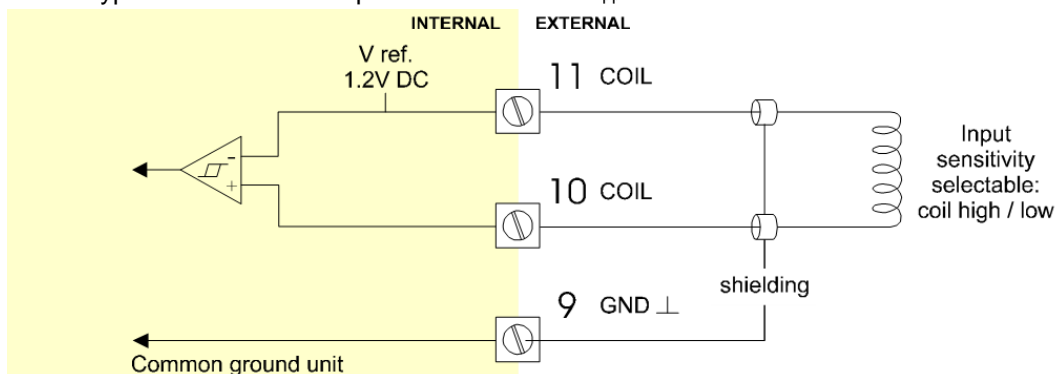 INTERNAL EXTERNAL
V ref.
1.2V DC
11 COIL
10 COIL
9 GND ⊥
Input
sensitivity
selectable:
coil high / low
shielding
Common ground unit
-
+